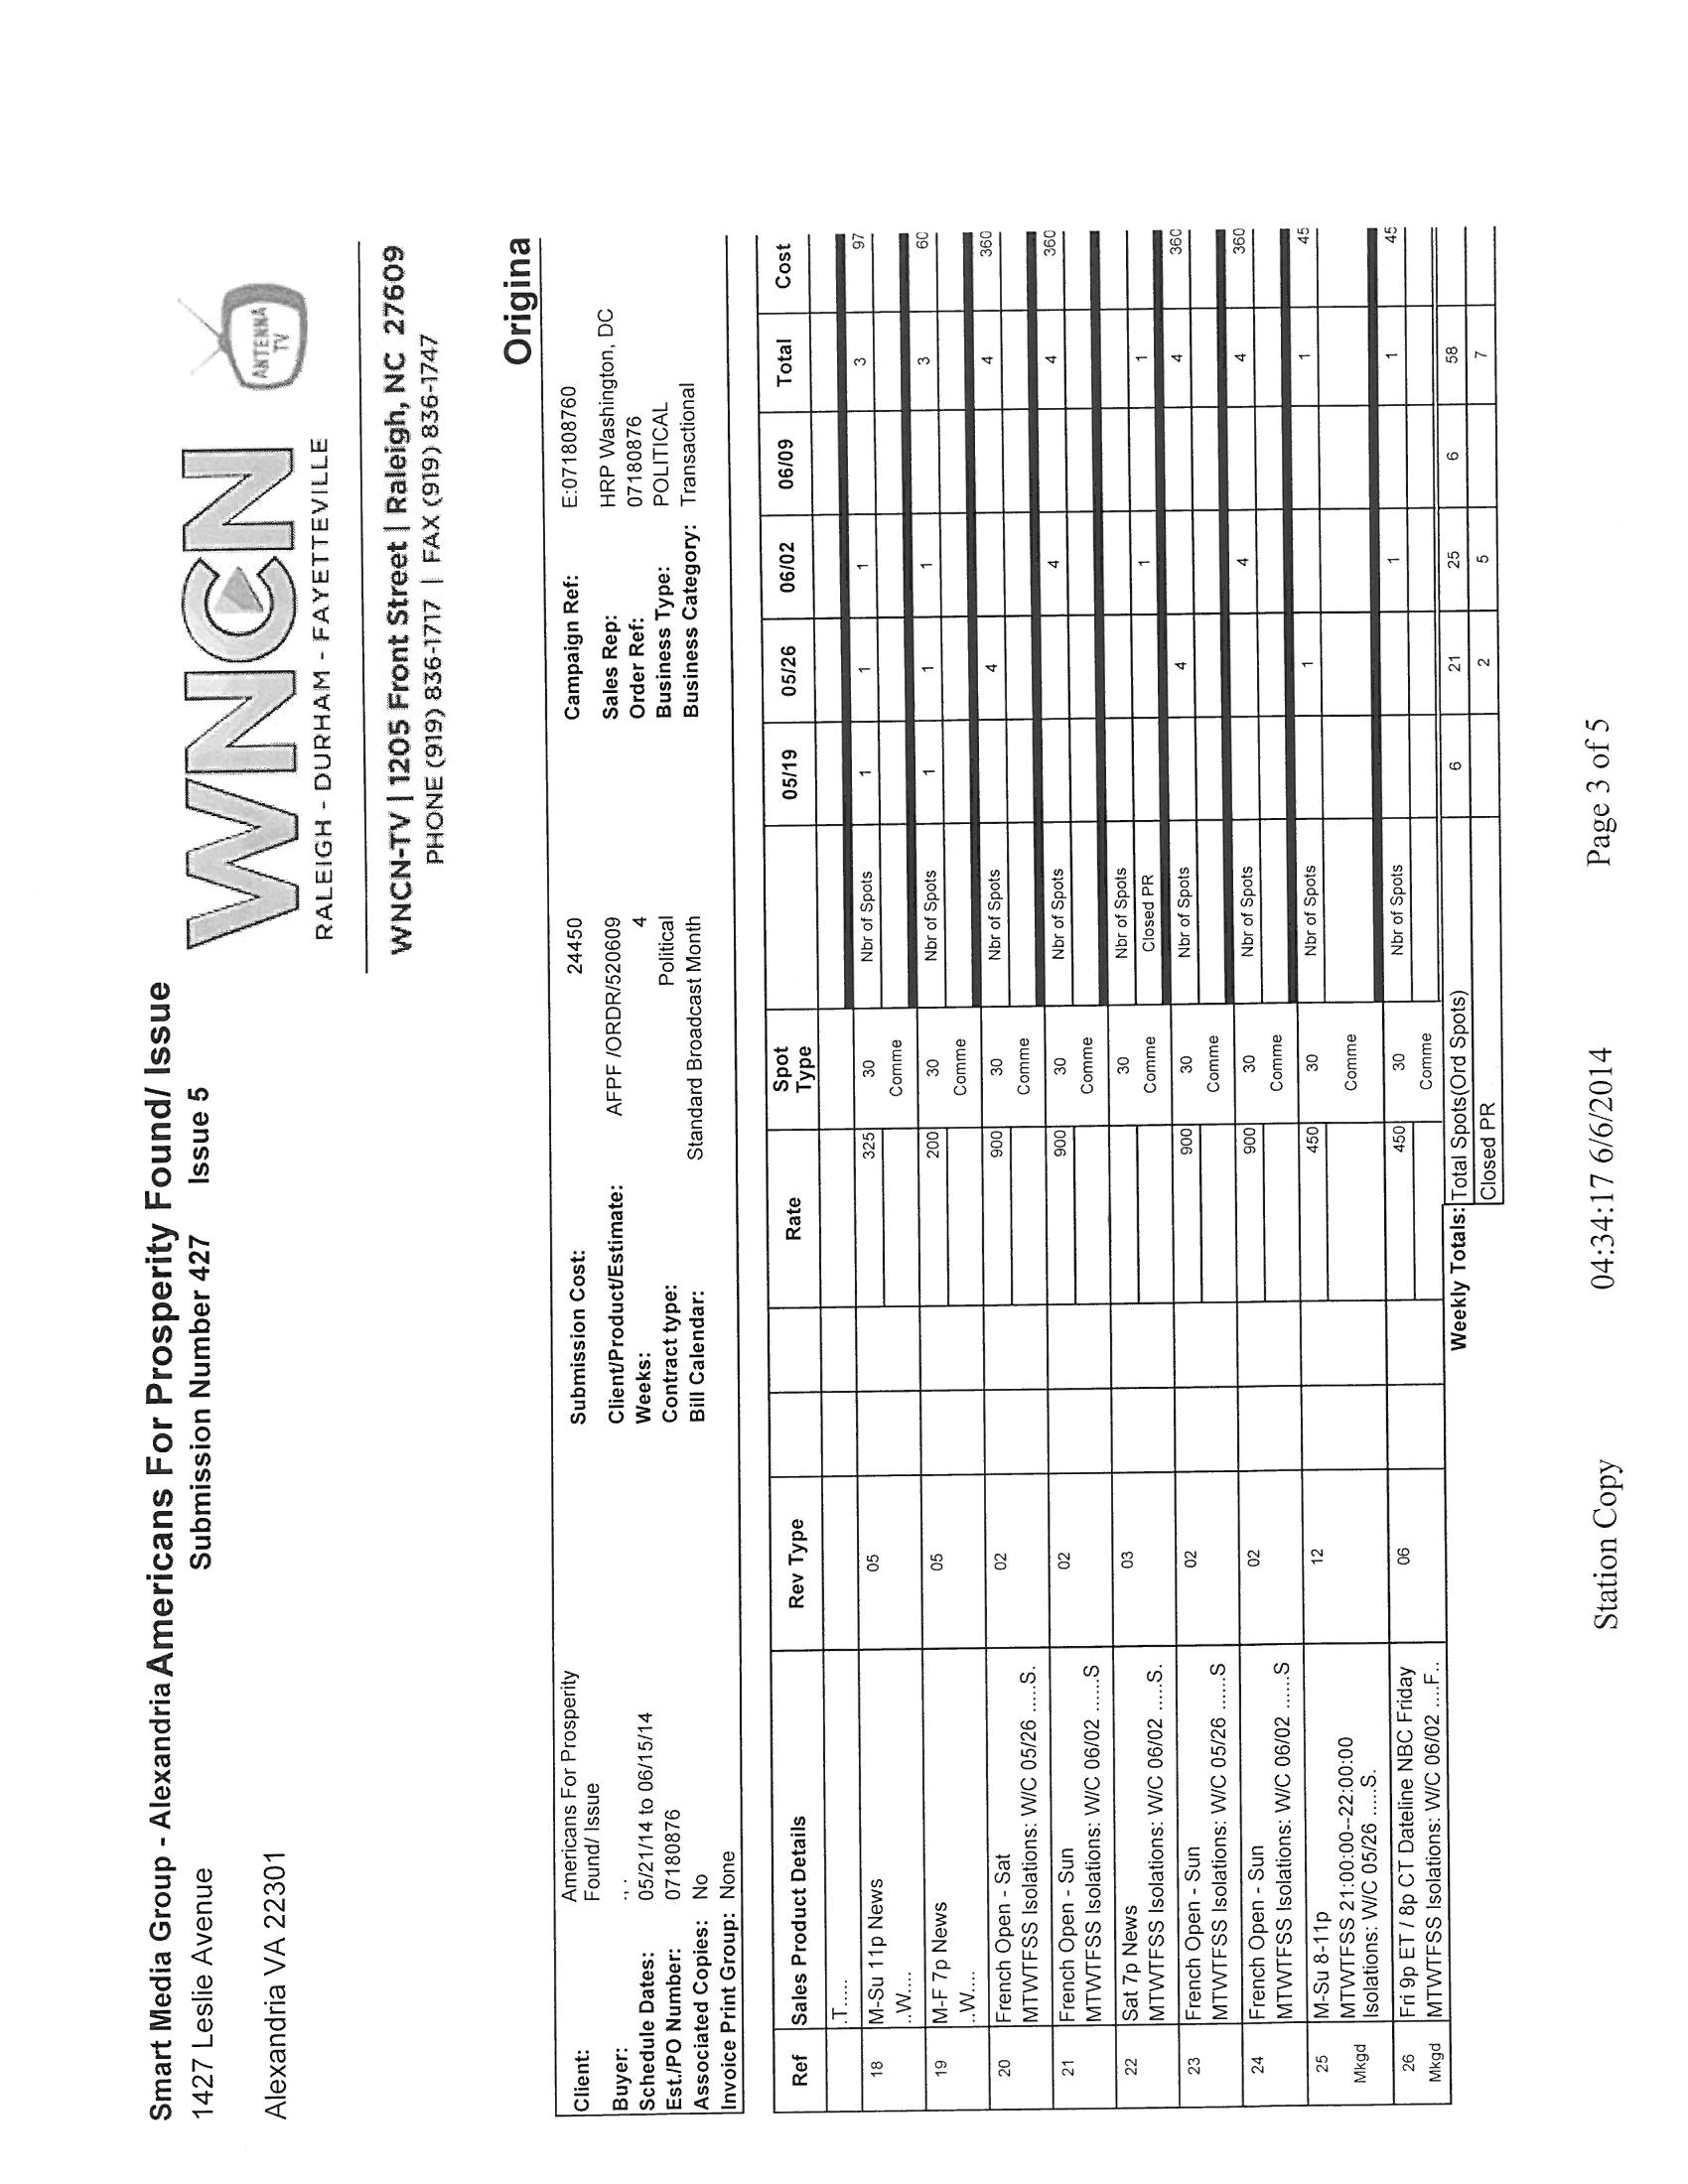 Smart Media Group - Alexandria Americans For Prosperity Found/ Issue
1427 Leslie Avenue Submission Number 427 Issue 5
Alexandria VA 22301
WNCN
RALEIGH - DURHAM - FAYETTEVILLE
ANTENNA
TV
WNCN-TV | 1205 Front Street | Raleigh, NC 27609
PHONE (919) 836-1717 | FAX (919) 836-1747
Origina
Client: Americans For Prosperity Submission Cost: 24450 Campaign Ref: E:071808760
Found/ Issue
Buyer: ., . Client/Product/Estimate: AFPF /ORDR/520609 Sales Rep: HRP Washington, DC
Schedule Dates: 05/21/14 to 06/15/14 Weeks: 4 Order Ref: 07180876
Est./PO Number: 07180876 Contract type: Political Business Type: POLITICAL
Associated Copies: No Bill Calendar: Standard Broadcast Month Business Category: Transactional
Invoice Print Group: None
Ref Sales Product Details Rev Type Rate Spot Type 05/19 05/26 06/02 06/09 Total Cost
.T.....
18 M-Su 11p News 05 325 30 Nbr of Spots 1 1 1 3 97
..W.... Comme
19 M-F 7p News 05 200 30 Nbr of Spots 1 1 1 3 60
..W.... Comme
20 French Open - Sat 02 900 30 Nbr of Spots 4 4 360
MTWTFSS Isolations: W/C 05/26 .....S. Comme
21 French Open - Sun 02 900 30 Nbr of Spots 4 4 360
MTWTFSS Isolations: W/C 06/02 ......S Comme
22 Sat 7p News 03 30 Nbr of Spots
MTWTFSS Isolations: W/C 06/02 .....S. Comme Closed PR 1 1
23 French Open - Sun 02 900 30 Nbr of Spots 4 4 360
MTWTFSS Isolations: W/C 05/26 ......S Comme
24 French Open - Sun 02 900 30 Nbr of Spots 4 4 360
MTWTFSS Isolations: W/C 06/02 ......S Comme
25 M-Su 8-11p 12 450 30 Nbr of Spots 1 1 45
Mkgd MTWTFSS 21:00:00--22:00:00 Comme
Isolations: W/C 05/26 .....S.
26 Fri 9p ET / 8p CT Dateline NBC Friday 06 450 30 Nbr of Spots 1 1 45
Mkgd MTWTFSS Isolations: W/C 06/02 ....F.. Comme
Weekly Totals: Total Spots(Ord Spots) 6 21 25 6 58
Closed PR 2 5 7
Station Copy 04:34:17 6/6/2014 Page 3 of 5